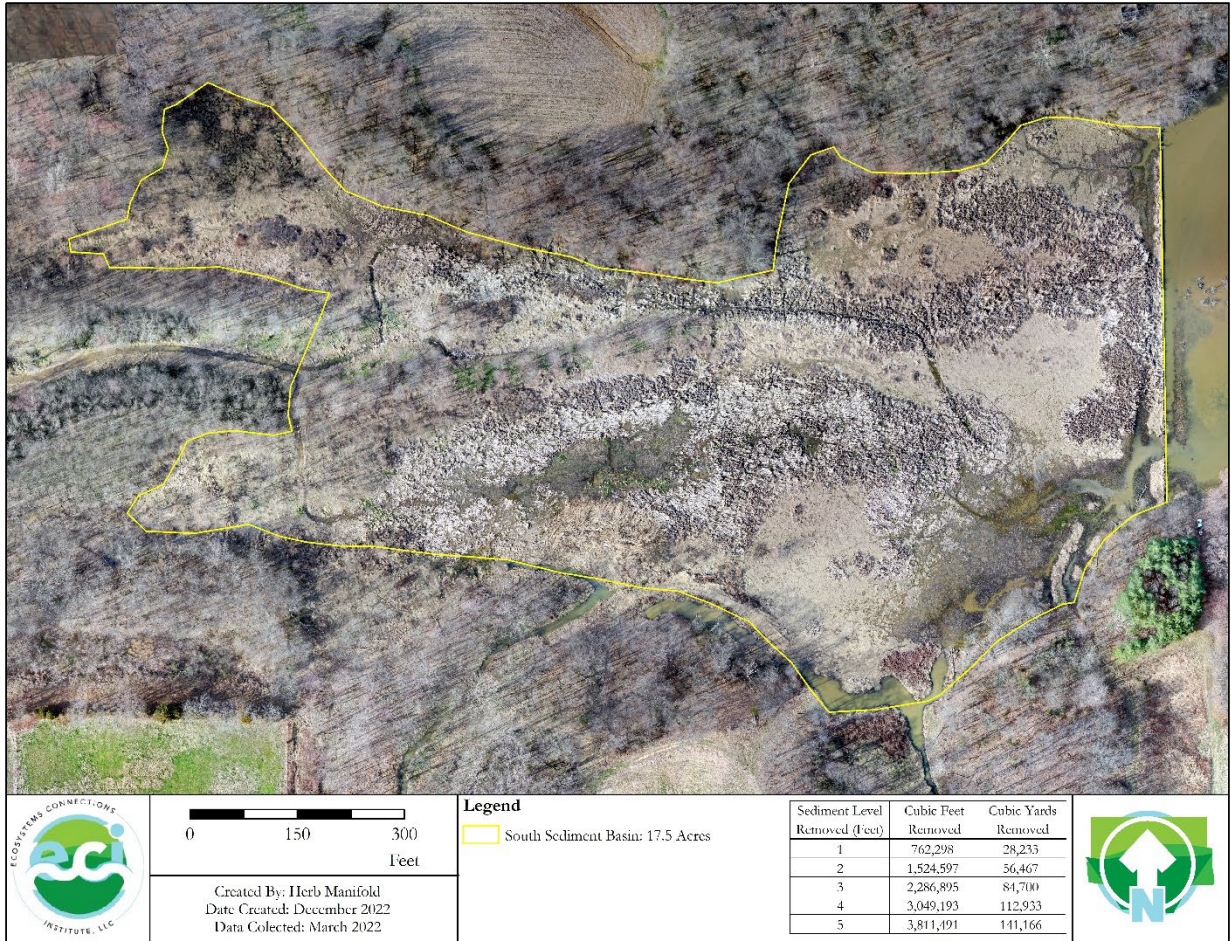 ECOSYSTEMS CONNECTIONS
eci
INSTITUTE, LLC
0 150 300
Feet
Created By: Herb Manifold
Date Created: December 2022
Data Colected: March 2022
Legend
South Sediment Basin: 17.5 Acres
Sediment Level Cubic Feet Cubic Yards
Removed (Feet) Removed Removed
1 762,298 28,233
2 1,524,597 56,467
3 2,286,895 84,700
4 3,049,193 112,933
5 3,811,491 141,166
N